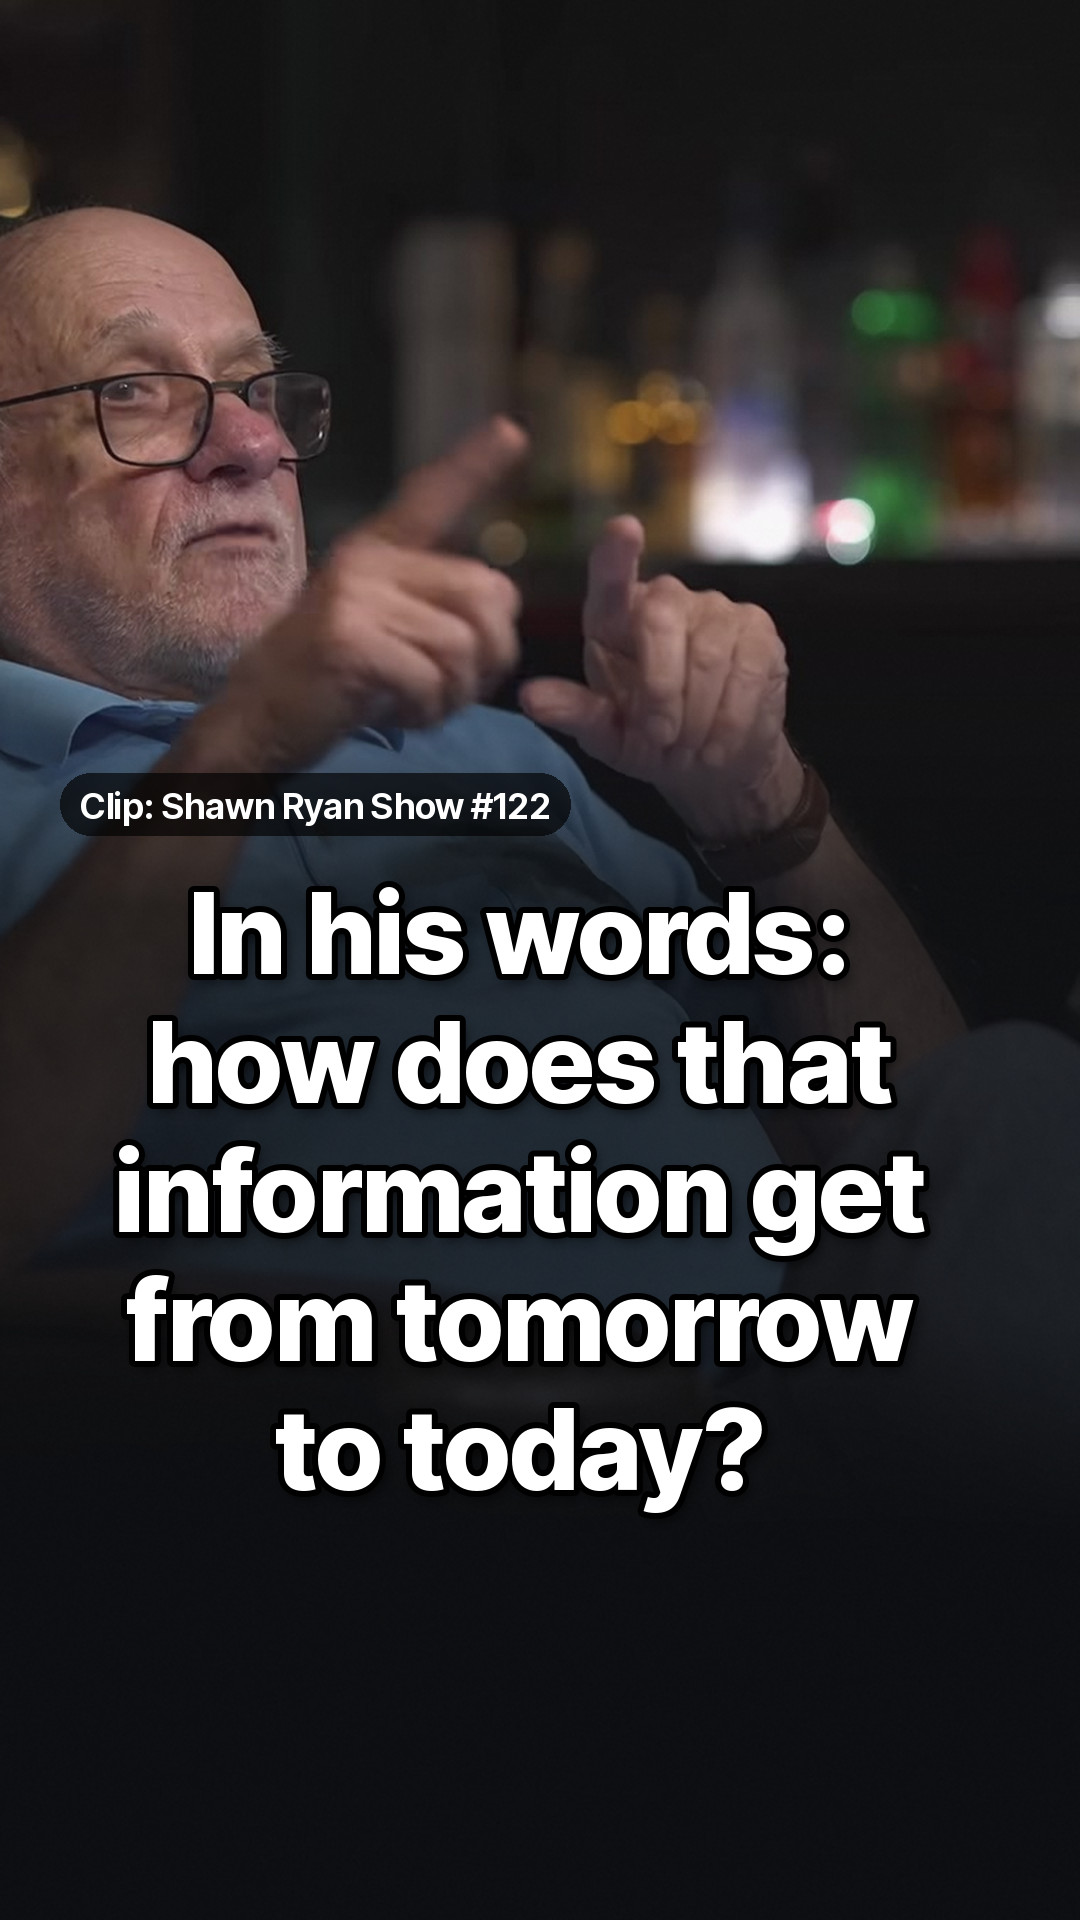 Clip: Shawn Ryan Show #122
In his words:
how does that
information get
from tomorrow
to today?